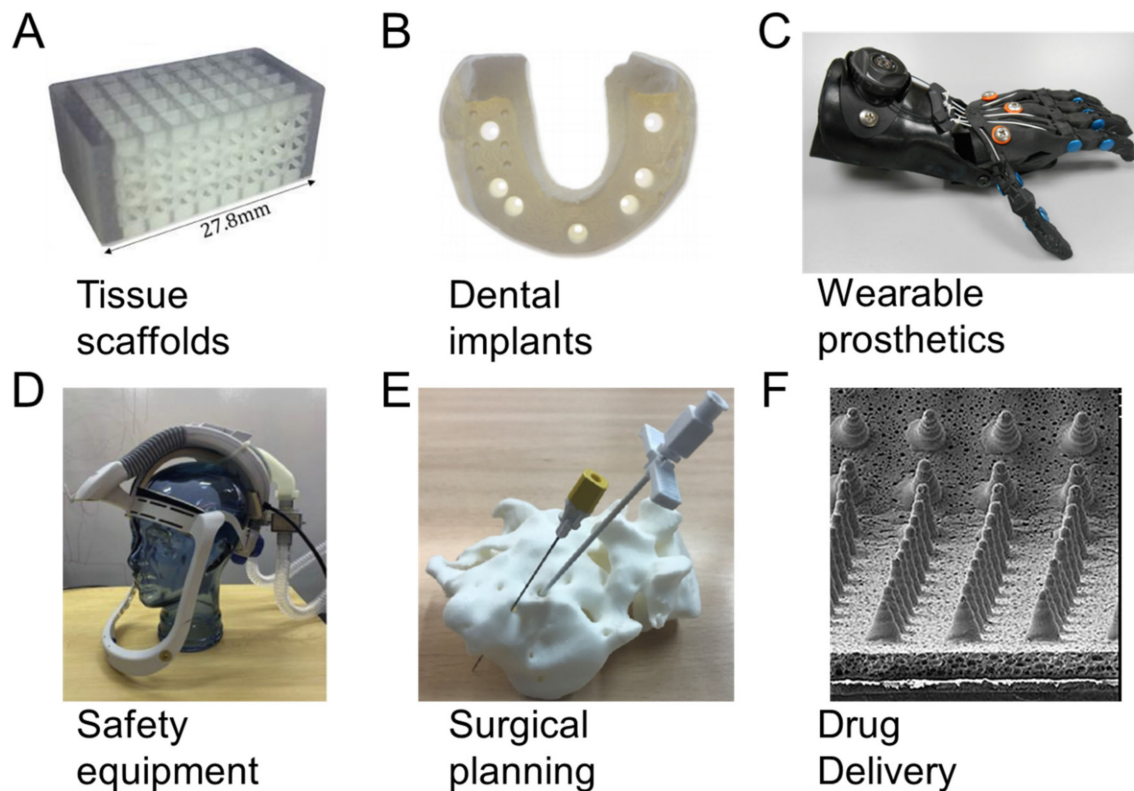 A
B
C
27.8mm
Tissue
scaffolds
Dental
implants
Wearable
prosthetics
D
E
F
Safety
equipment
Surgical
planning
Drug
Delivery